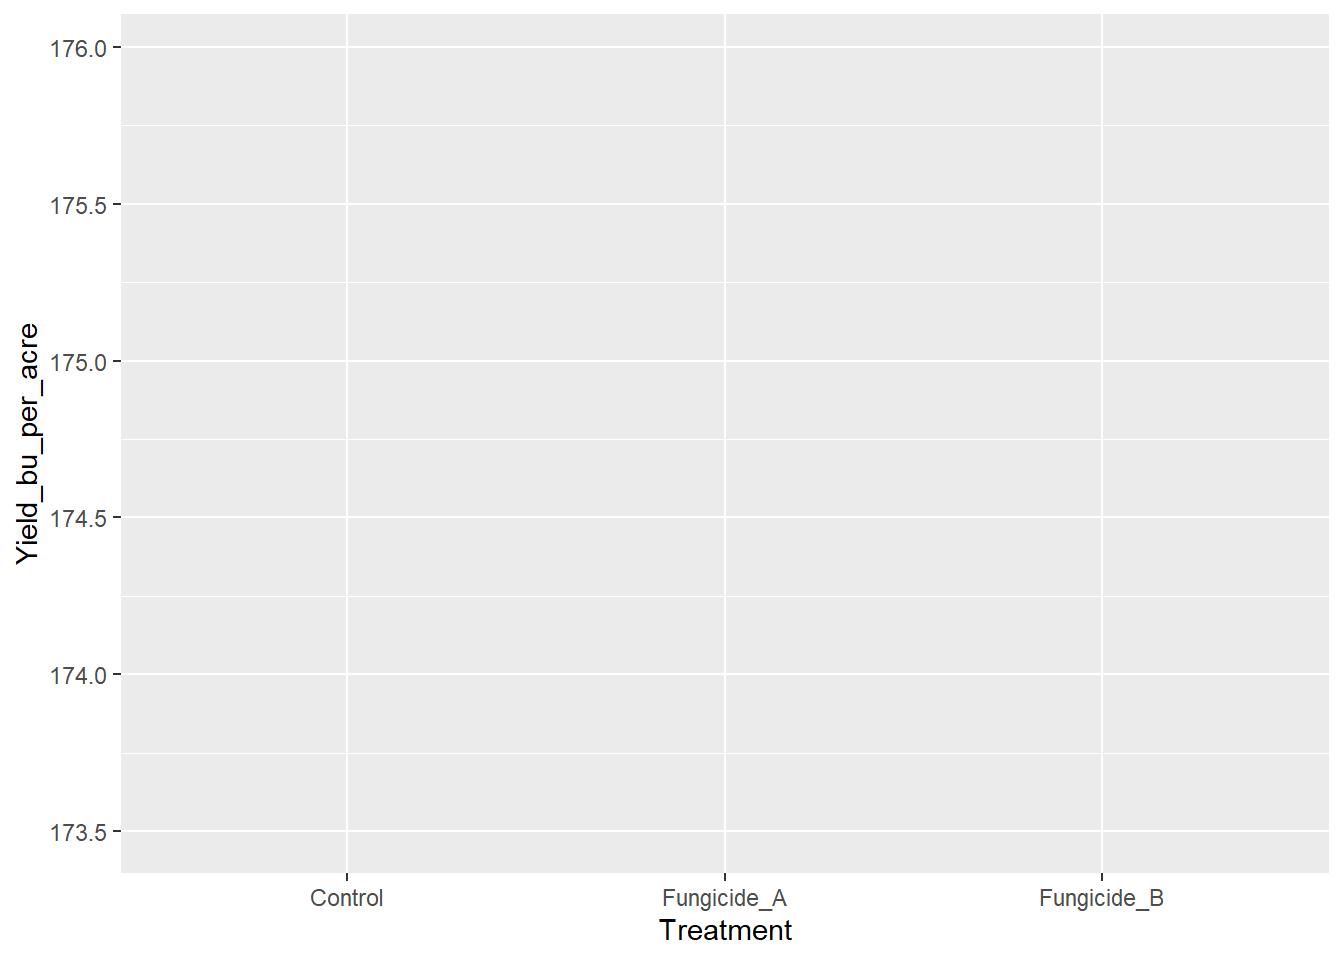 176.0
175.5
175.0
174.5
174.0
173.5
Yield_bu_per_acre
Control Fungicide_A Fungicide_B
Treatment